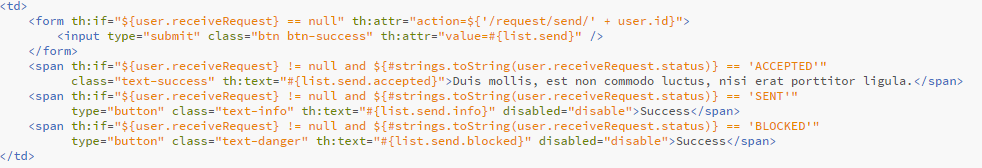 <td>
<form th:if="${user.receiveRequest} == null" th:attr="action=${'/request/send/' + user.id}">
<input type="submit" class="btn btn-success" th:attr="value=#{list.send}" />
</form>
<span th:if="${user.receiveRequest} != null and ${#strings.toString(user.receiveRequest.status)} == 'ACCEPTED'"
class="text-success" th:text="#{list.send.accepted}">Duis mollis, est non commodo luctus, nisi erat porttitor ligula.</span>
<span th:if="${user.receiveRequest} != null and ${#strings.toString(user.receiveRequest.status)} == 'SENT'"
type="button" class="text-info" th:text="#{list.send.info}" disabled="disable">Success</span>
<span th:if="${user.receiveRequest} != null and ${#strings.toString(user.receiveRequest.status)} == 'BLOCKED'"
type="button" class="text-danger" th:text="#{list.send.blocked}" disabled="disable">Success</span>
</td>